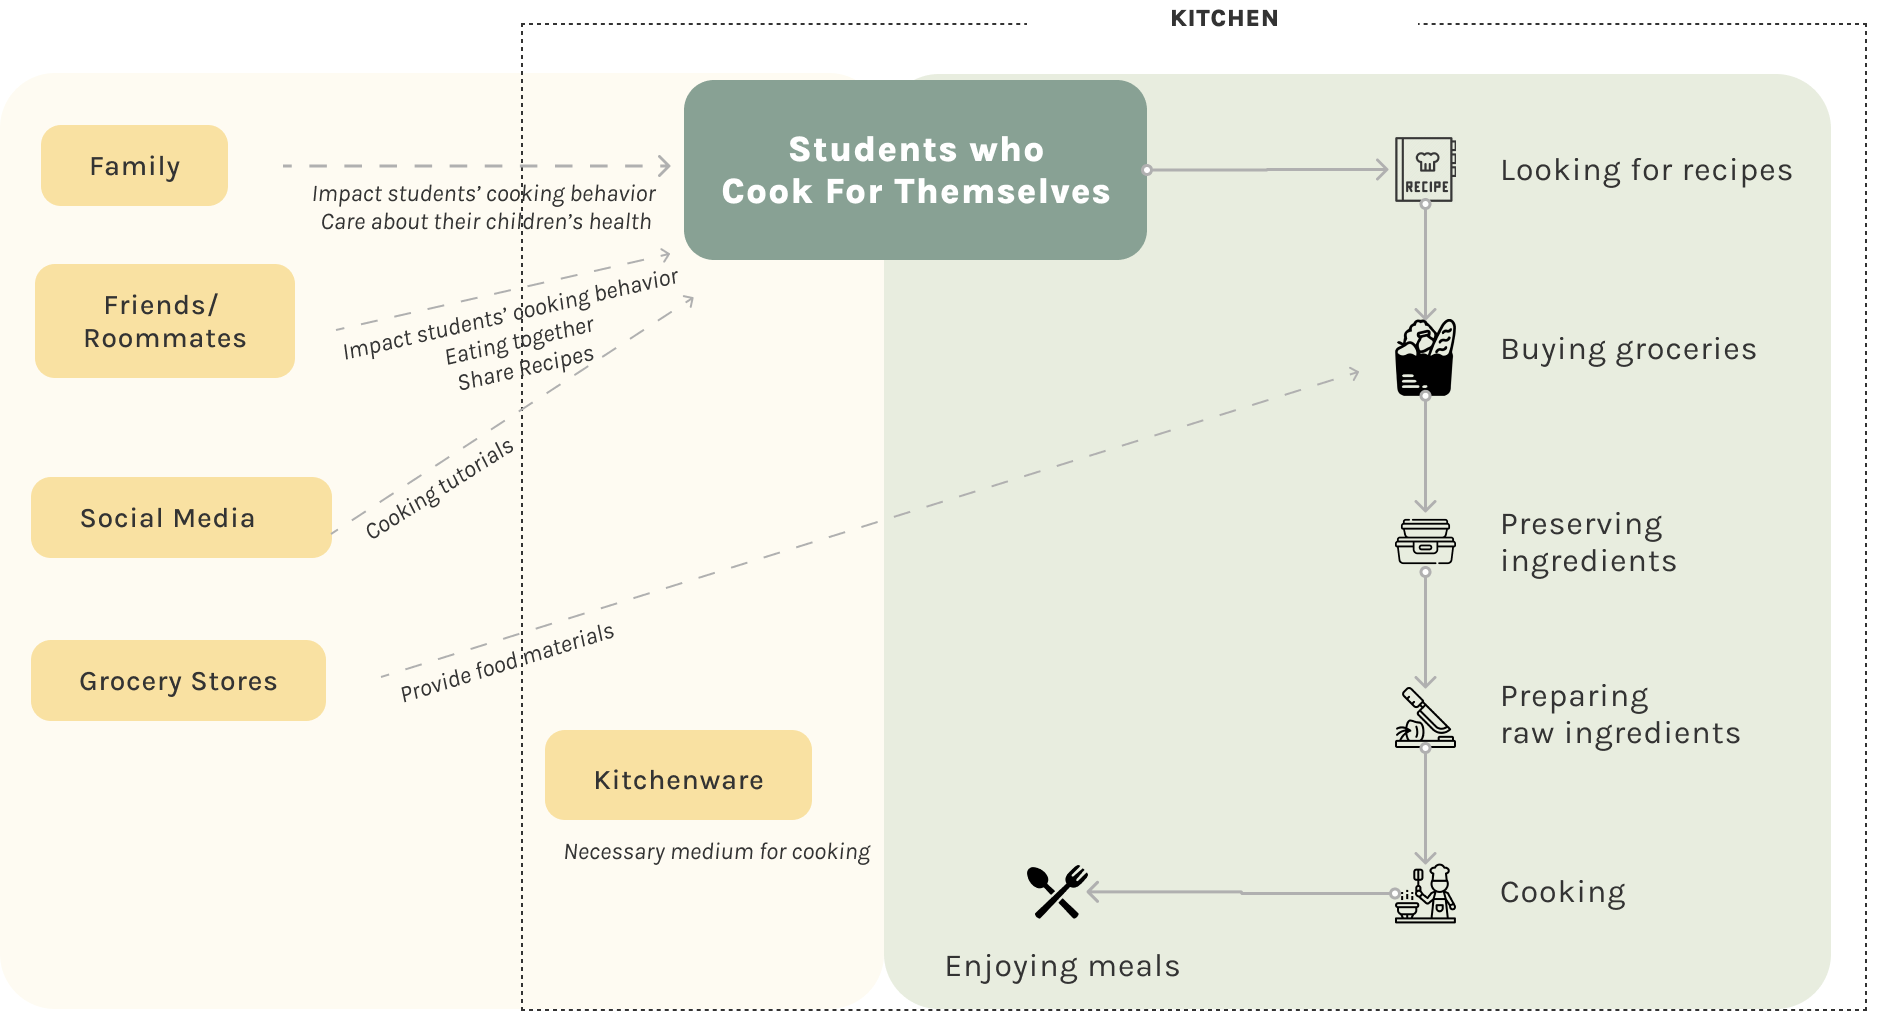 KITCHEN
Family
Impact students’ cooking behavior
Care about their children’s health
Students who
Cook For Themselves
RECIPE
Looking for recipes
Friends/
Roommates
Impact students’ cooking behavior
Eating together
Share Recipes
Buying groceries
Social Media
Cooking tutorials
Preserving
ingredients
Grocery Stores
Provide food materials
Preparing
raw ingredients
Kitchenware
Necessary medium for cooking
Cooking
Enjoying meals